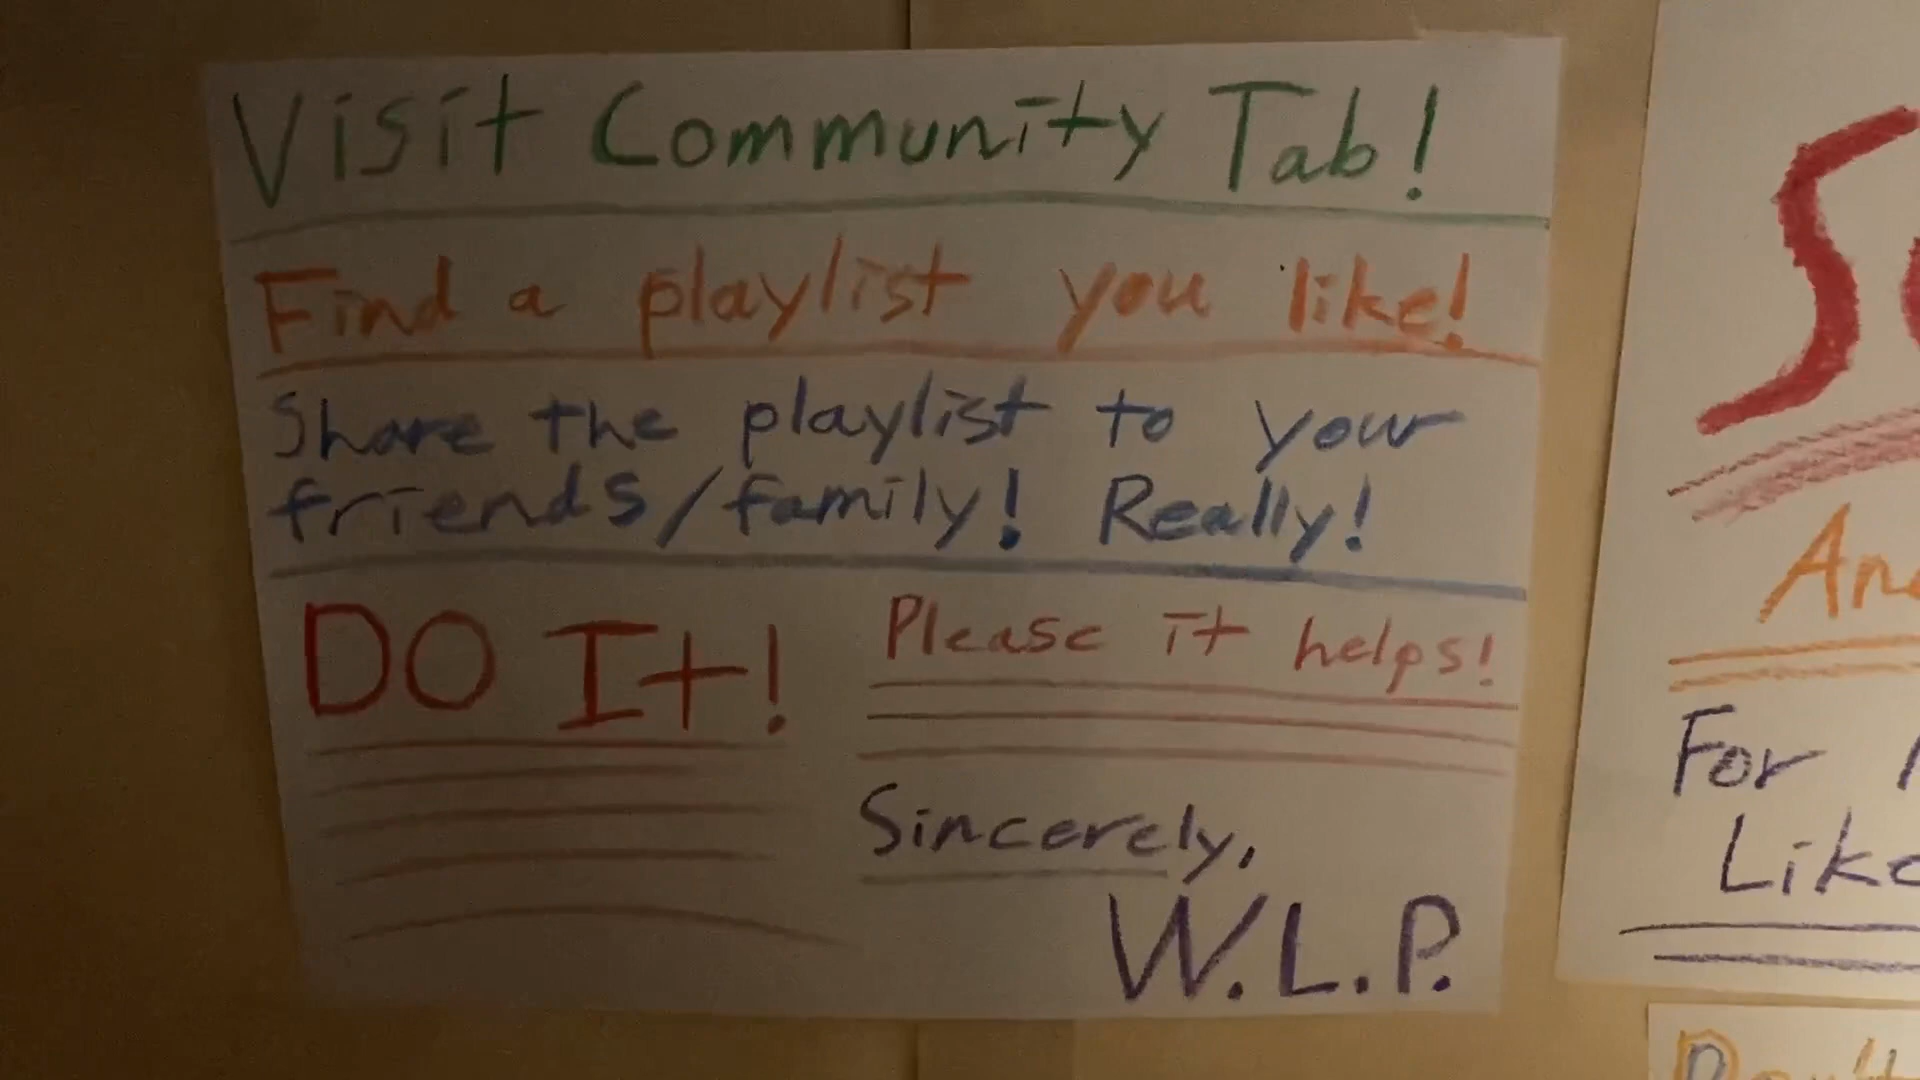 Visit Community Tab!
Find a playlist you like!
Share the playlist to your
friends/family! Really!
DO It!
Please it helps!
Sincerely,
W.L.P.
For